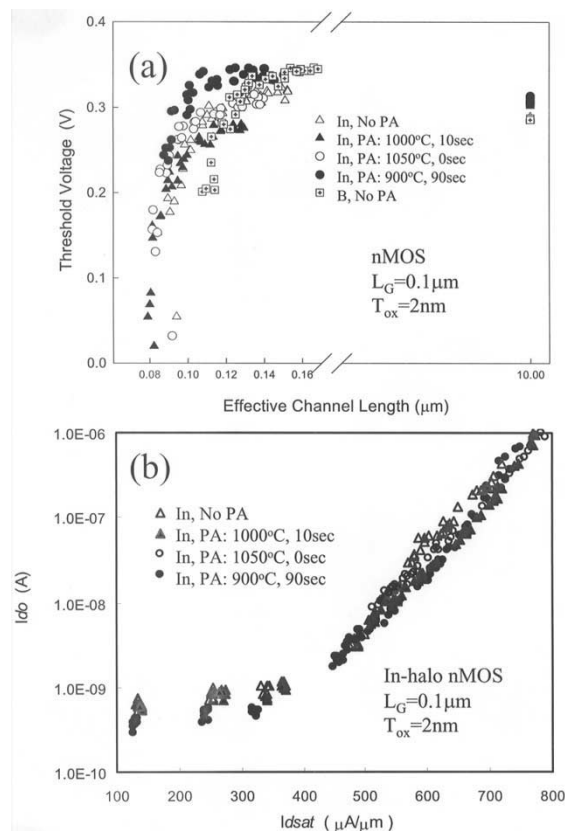 (a)
0.4
0.3
0.2
0.1
0.0
Threshold Voltage (V)
In, No PA
In, PA: 1000°C, 10sec
In, PA: 1050°C, 0sec
In, PA: 900°C, 90sec
B, No PA
nMOS
L_G=0.1μm
T_ox=2nm
0.08 0.10 0.12 0.14 0.16 10.00
Effective Channel Length (μm)
(b)
1.0E-06
1.0E-07
1.0E-08
1.0E-09
1.0E-10
Ido (A)
In, No PA
In, PA: 1000°C, 10sec
In, PA: 1050°C, 0sec
In, PA: 900°C, 90sec
In-halo nMOS
L_G=0.1μm
T_ox=2nm
100 200 300 400 500 600 700 800
Idsat ( μA/μm)